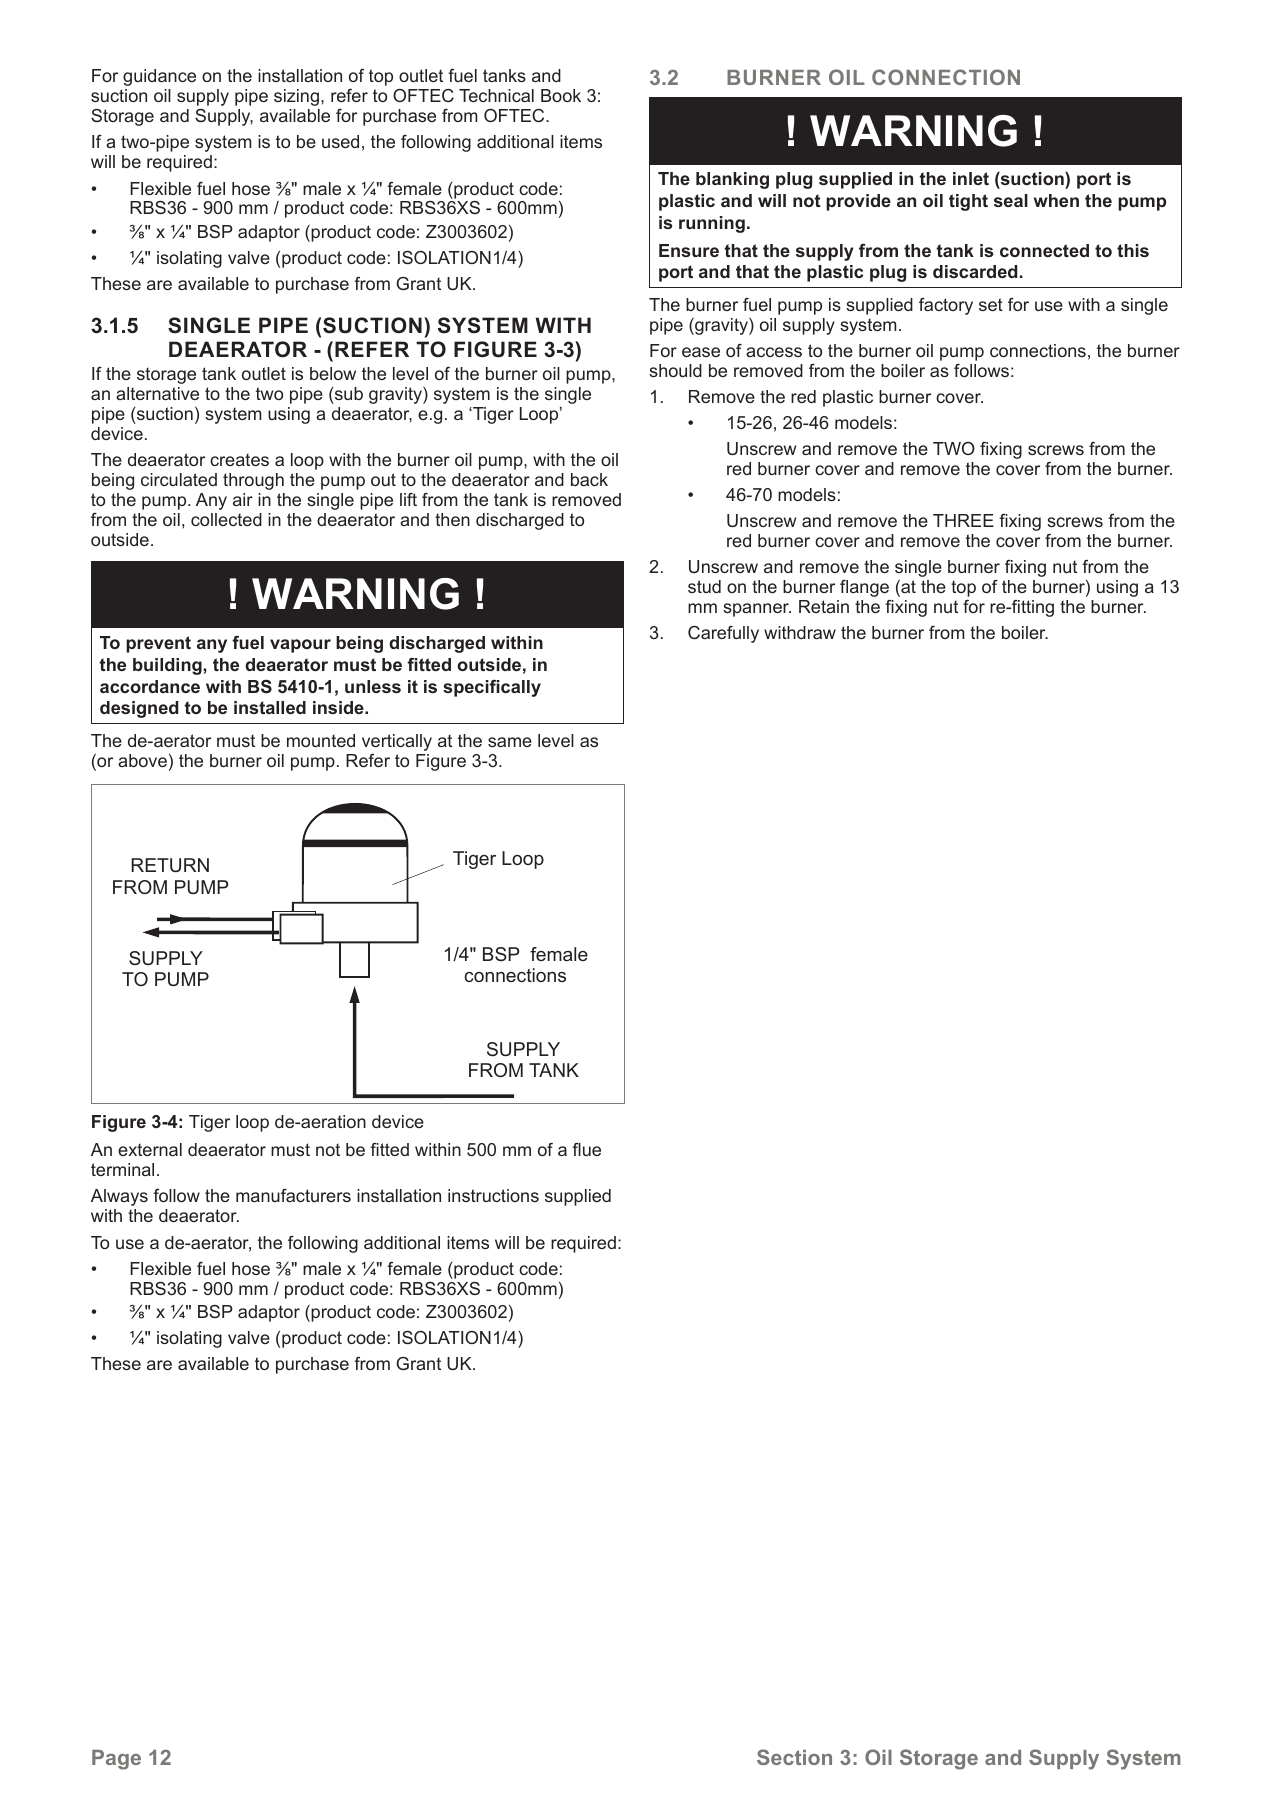 For guidance on the installation of top outlet fuel tanks and
suction oil supply pipe sizing, refer to OFTEC Technical Book 3:
Storage and Supply, available for purchase from OFTEC.
If a two-pipe system is to be used, the following additional items
will be required:
• Flexible fuel hose ⅜" male x ¼" female (product code:
RBS36 - 900 mm / product code: RBS36XS - 600mm)
• ⅜" x ¼" BSP adaptor (product code: Z3003602)
• ¼" isolating valve (product code: ISOLATION1/4)
These are available to purchase from Grant UK.
3.1.5 SINGLE PIPE (SUCTION) SYSTEM WITH
DEAERATOR - (REFER TO FIGURE 3-3)
If the storage tank outlet is below the level of the burner oil pump,
an alternative to the two pipe (sub gravity) system is the single
pipe (suction) system using a deaerator, e.g. a ‘Tiger Loop’
device.
The deaerator creates a loop with the burner oil pump, with the oil
being circulated through the pump out to the deaerator and back
to the pump. Any air in the single pipe lift from the tank is removed
from the oil, collected in the deaerator and then discharged to
outside.
! WARNING !
To prevent any fuel vapour being discharged within
the building, the deaerator must be fitted outside, in
accordance with BS 5410-1, unless it is specifically
designed to be installed inside.
The de-aerator must be mounted vertically at the same level as
(or above) the burner oil pump. Refer to Figure 3-3.
Tiger Loop
RETURN
FROM PUMP
SUPPLY
TO PUMP
1/4" BSP female
connections
SUPPLY
FROM TANK
Figure 3-4: Tiger loop de-aeration device
An external deaerator must not be fitted within 500 mm of a flue
terminal.
Always follow the manufacturers installation instructions supplied
with the deaerator.
To use a de-aerator, the following additional items will be required:
• Flexible fuel hose ⅜" male x ¼" female (product code:
RBS36 - 900 mm / product code: RBS36XS - 600mm)
• ⅜" x ¼" BSP adaptor (product code: Z3003602)
• ¼" isolating valve (product code: ISOLATION1/4)
These are available to purchase from Grant UK.
3.2 BURNER OIL CONNECTION
! WARNING !
The blanking plug supplied in the inlet (suction) port is
plastic and will not provide an oil tight seal when the pump
is running.
Ensure that the supply from the tank is connected to this
port and that the plastic plug is discarded.
The burner fuel pump is supplied factory set for use with a single
pipe (gravity) oil supply system.
For ease of access to the burner oil pump connections, the burner
should be removed from the boiler as follows:
1. Remove the red plastic burner cover.
• 15-26, 26-46 models:
Unscrew and remove the TWO fixing screws from the
red burner cover and remove the cover from the burner.
• 46-70 models:
Unscrew and remove the THREE fixing screws from the
red burner cover and remove the cover from the burner.
2. Unscrew and remove the single burner fixing nut from the
stud on the burner flange (at the top of the burner) using a 13
mm spanner. Retain the fixing nut for re-fitting the burner.
3. Carefully withdraw the burner from the boiler.
Page 12
Section 3: Oil Storage and Supply System